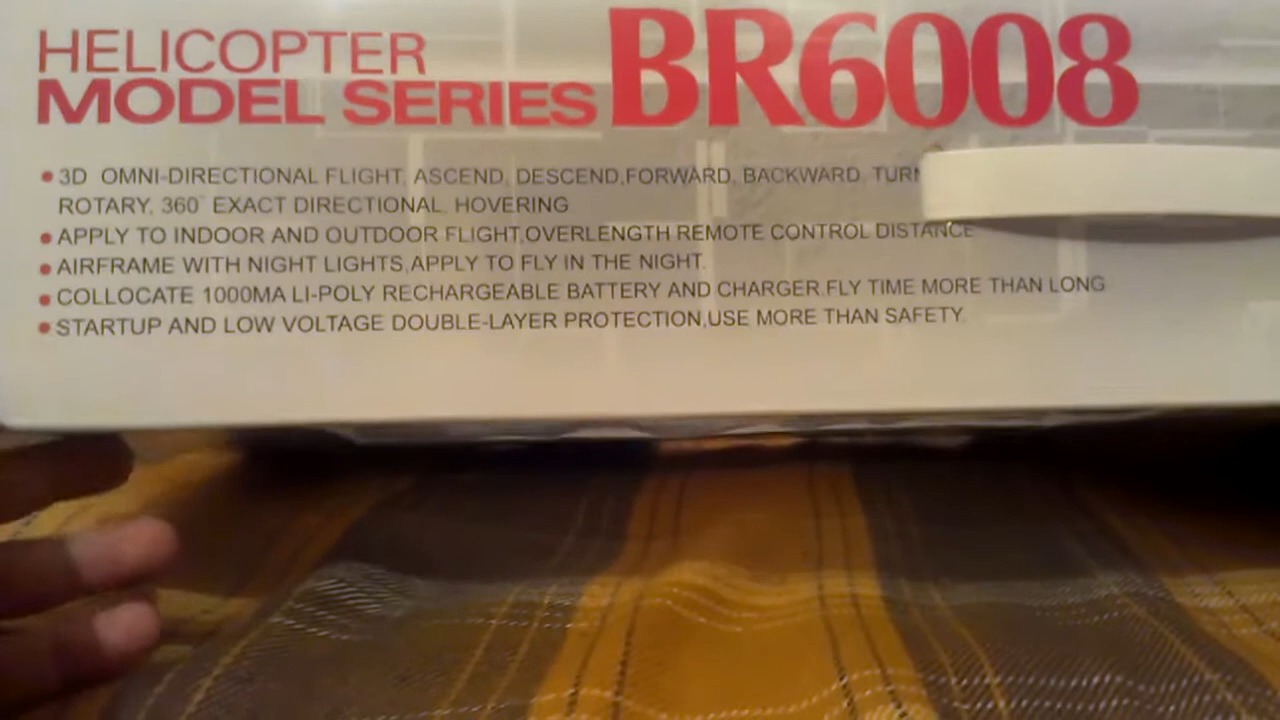 HELICOPTER
MODEL SERIES BR6008
3D OMNI-DIRECTIONAL FLIGHT, ASCEND, DESCEND,FORWARD, BACKWARD, TURN
ROTARY, 360° EXACT DIRECTIONAL. HOVERING
APPLY TO INDOOR AND OUTDOOR FLIGHT,OVERLENGTH REMOTE CONTROL DISTANCE
AIRFRAME WITH NIGHT LIGHTS,APPLY TO FLY IN THE NIGHT.
COLLOCATE 1000MA LI-POLY RECHARGEABLE BATTERY AND CHARGER.FLY TIME MORE THAN LONG
STARTUP AND LOW VOLTAGE DOUBLE-LAYER PROTECTION,USE MORE THAN SAFETY.